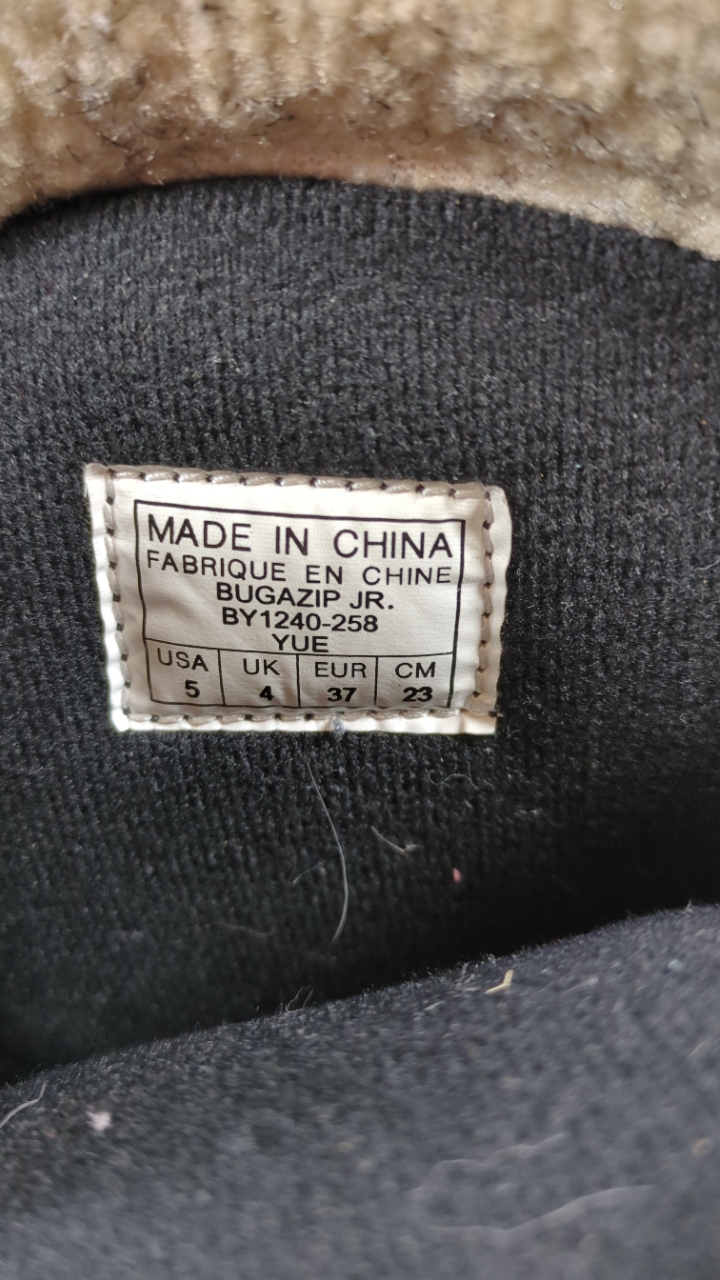 MADE IN CHINA
FABRIQUE EN CHINE
BUGAZIP JR.
BY1240-258
YUE
USA UK EUR CM
5 4 37 23